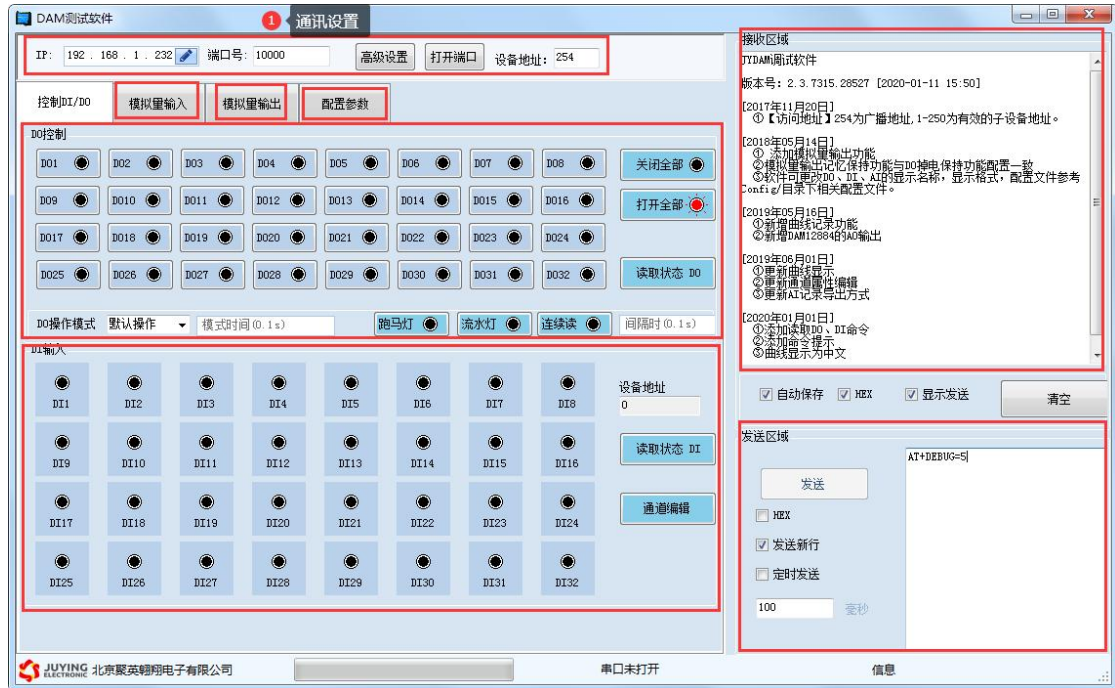 DAM测试软件
1 通讯设置
IP: 192 . 168 . 1 . 232 端口号: 10000 高级设置 打开端口 设备地址: 254
控制DI/DO 模拟量输入 模拟量输出 配置参数
DO控制
DO1 DO2 DO3 DO4 DO5 DO6 DO7 DO8 关闭全部
DO9 DO10 DO11 DO12 DO13 DO14 DO15 DO16 打开全部
DO17 DO18 DO19 DO20 DO21 DO22 DO23 DO24
DO25 DO26 DO27 DO28 DO29 DO30 DO31 DO32 读取状态 DO
DO操作模式 默认操作 模式时间(0.1s) 跑马灯 流水灯 连续读 间隔时(0.1s)
DI输入
DI1 DI2 DI3 DI4 DI5 DI6 DI7 DI8
设备地址
0
DI9 DI10 DI11 DI12 DI13 DI14 DI15 DI16 读取状态 DI
DI17 DI18 DI19 DI20 DI21 DI22 DI23 DI24 通道编辑
DI25 DI26 DI27 DI28 DI29 DI30 DI31 DI32
接收区域
JYDAM调试软件
版本号: 2.3.7315.28527 [2020-01-11 15:50]
[2017年11月20日]
①【访问地址】254为广播地址,1-250为有效的子设备地址。
[2018年05月14日]
① 添加模拟量输出功能
②模拟量输出记忆保持功能与DO掉电保持功能配置一致
③软件可更改DO、DI、AI的显示名称，显示格式，配置文件参考
Config/目录下相关配置文件。
[2019年05月16日]
①新增曲线记录功能
②新增DAM12884的AO输出
[2019年06月01日]
①更新曲线显示
②更新通道属性编辑
③更新AI记录导出方式
[2020年01月01日]
①添加读取DO、DI命令
②添加命令提示
③曲线显示为中文
自动保存 HEX 显示发送 清空
发送区域
AT+DEBUG=5
发送
HEX
发送新行
定时发送
100 毫秒
JUYING ELECTRONIC 北京聚英翱翔电子有限公司 串口未打开 信息